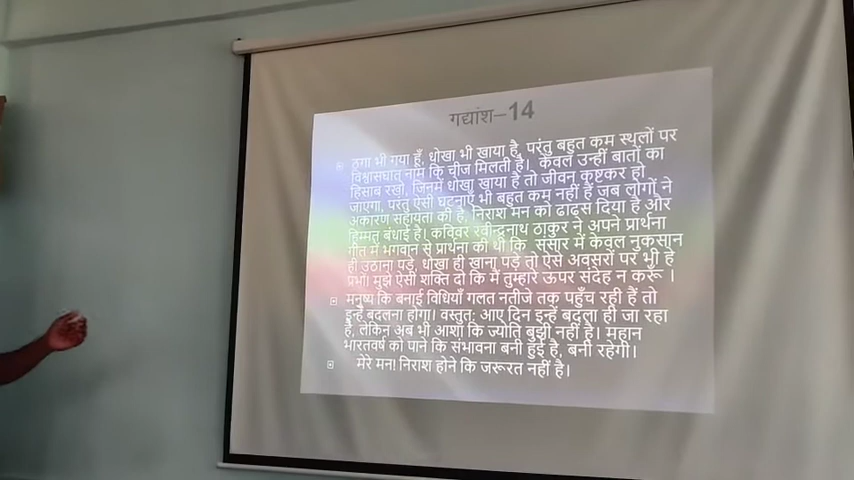 गद्यांश–14
ठगा भी गया हूँ, धोखा भी खाया है, परंतु बहुत कम स्थलों पर
विश्वासघात नाम कि चीज मिलती है। केवल उन्हीं बातों का
हिसाब रखो, जिनमें धोखा खाया है तो जीवन कष्टकर हो
जाएगा, परंतु ऐसी घटनाएँ भी बहुत कम नहीं हैं जब लोगों ने
अकारण सहायता की है, निराश मन को ढाढ़स दिया है और
हिम्मत बंधाई है। कविवर रवीन्द्रनाथ ठाकुर ने अपने प्रार्थना
गीत में भगवान से प्रार्थना की थी कि संसार में केवल नुकसान
ही उठाना पड़े, धोखा ही खाना पड़े तो ऐसे अवसरों पर भी हे
प्रभो! मुझे ऐसी शक्ति दो कि मैं तुम्हारे ऊपर संदेह न करूँ ।
मनुष्य कि बनाई विधियाँ गलत नतीजे तक पहुँच रही हैं तो
इन्हें बदलना होगा। वस्तुत: आए दिन इन्हें बदला ही जा रहा
है, लेकिन अब भी आशा कि ज्योति बुझी नहीं है। महान
भारतवर्ष को पाने कि संभावना बनी हुई है, बनी रहेगी।
मेरे मन! निराश होने कि जरूरत नहीं है।